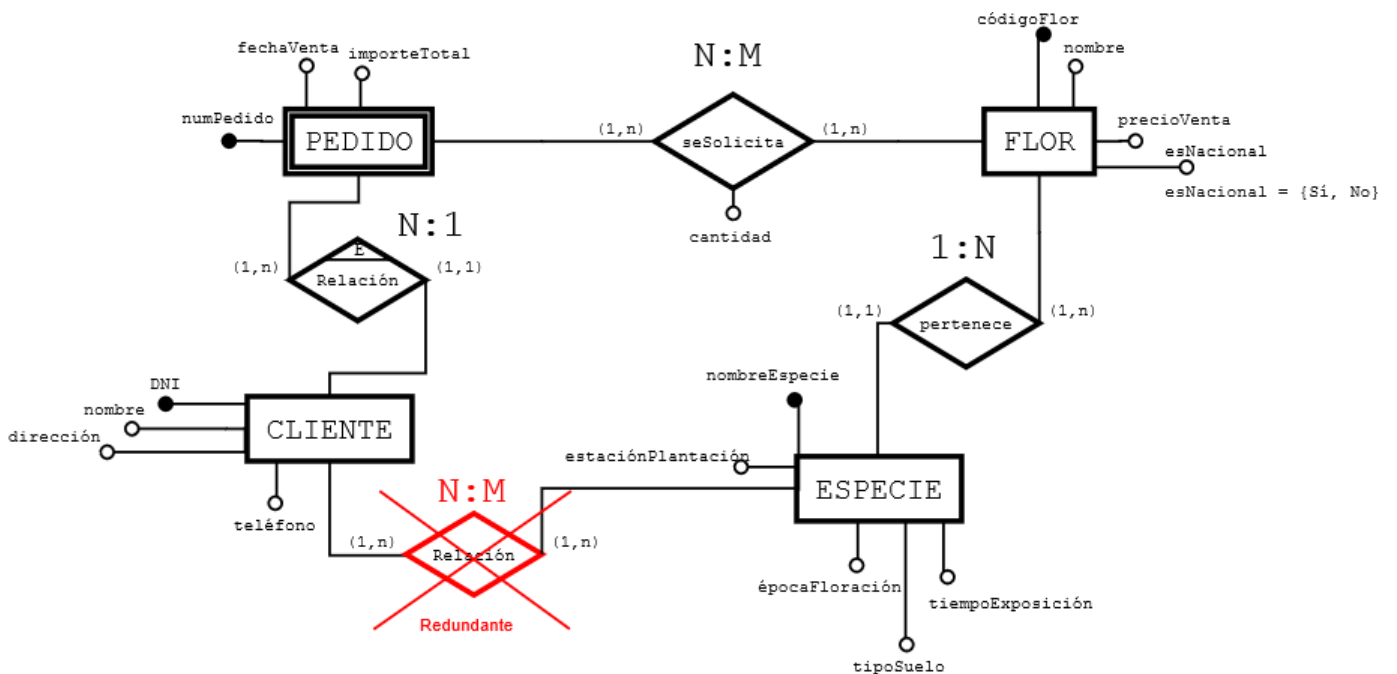 códigoFlor
fechaVenta
importeTotal
N:M
nombre
numPedido
PEDIDO
(1,n)
seSolicita
(1,n)
FLOR
precioVenta
esNacional
esNacional = {Sí, No}
cantidad
N:1
E
(1,n)
Relación
(1,1)
1:N
(1,1)
pertenece
(1,n)
DNI
nombre
dirección
CLIENTE
teléfono
nombreEspecie
estaciónPlantación
ESPECIE
N:M
(1,n)
Relación
(1,n)
Redundante
épocaFloración
tiempoExposición
tipoSuelo